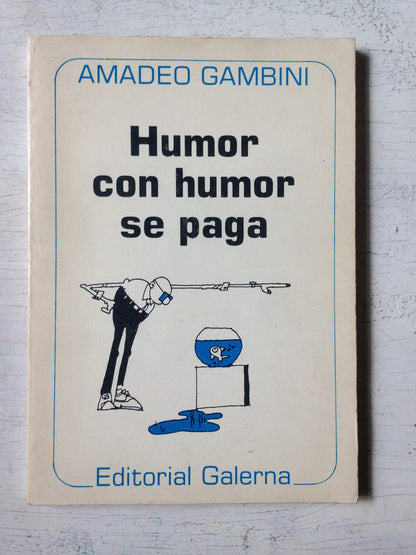 AMADEO GAMBINI
Humor
con humor
se paga
Editorial Galerna